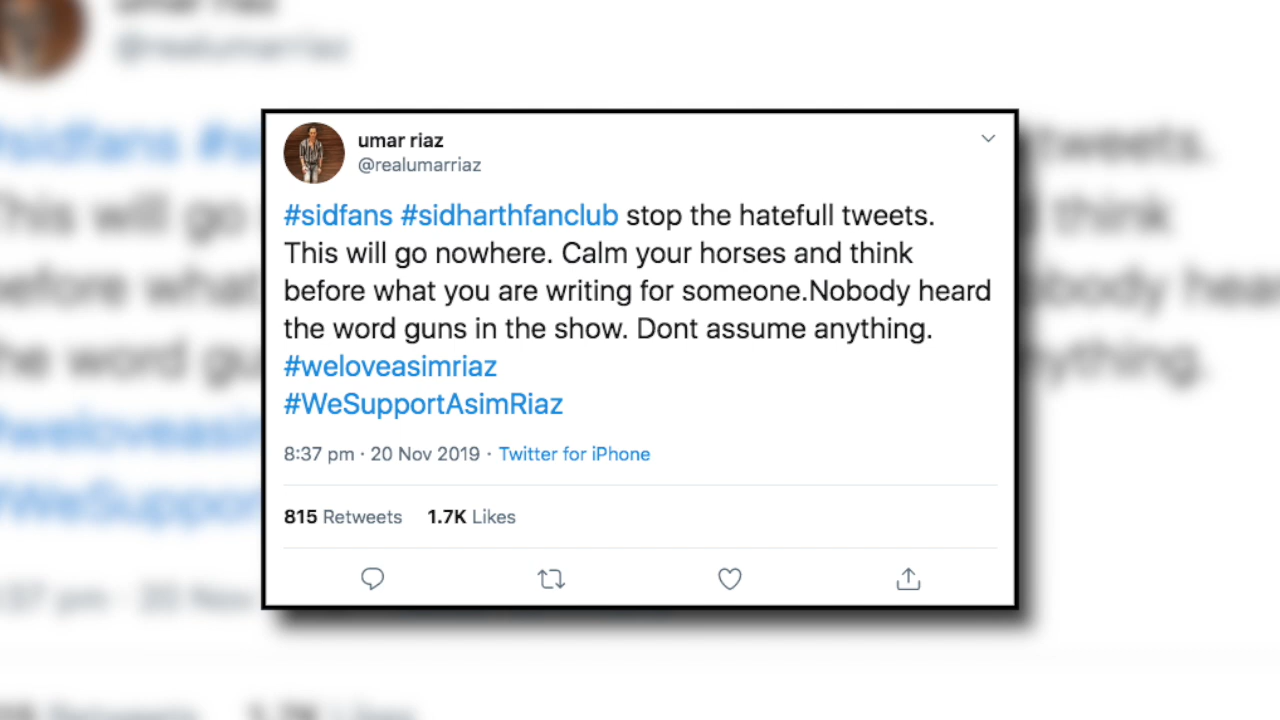 umar riaz
@realumarriaz
#sidfans #sidharthfanclub stop the hatefull tweets.
This will go nowhere. Calm your horses and think
before what you are writing for someone.Nobody heard
the word guns in the show. Dont assume anything.
#weloveasimriaz
#WeSupportAsimRiaz
8:37 pm · 20 Nov 2019 · Twitter for iPhone
815 Retweets 1.7K Likes